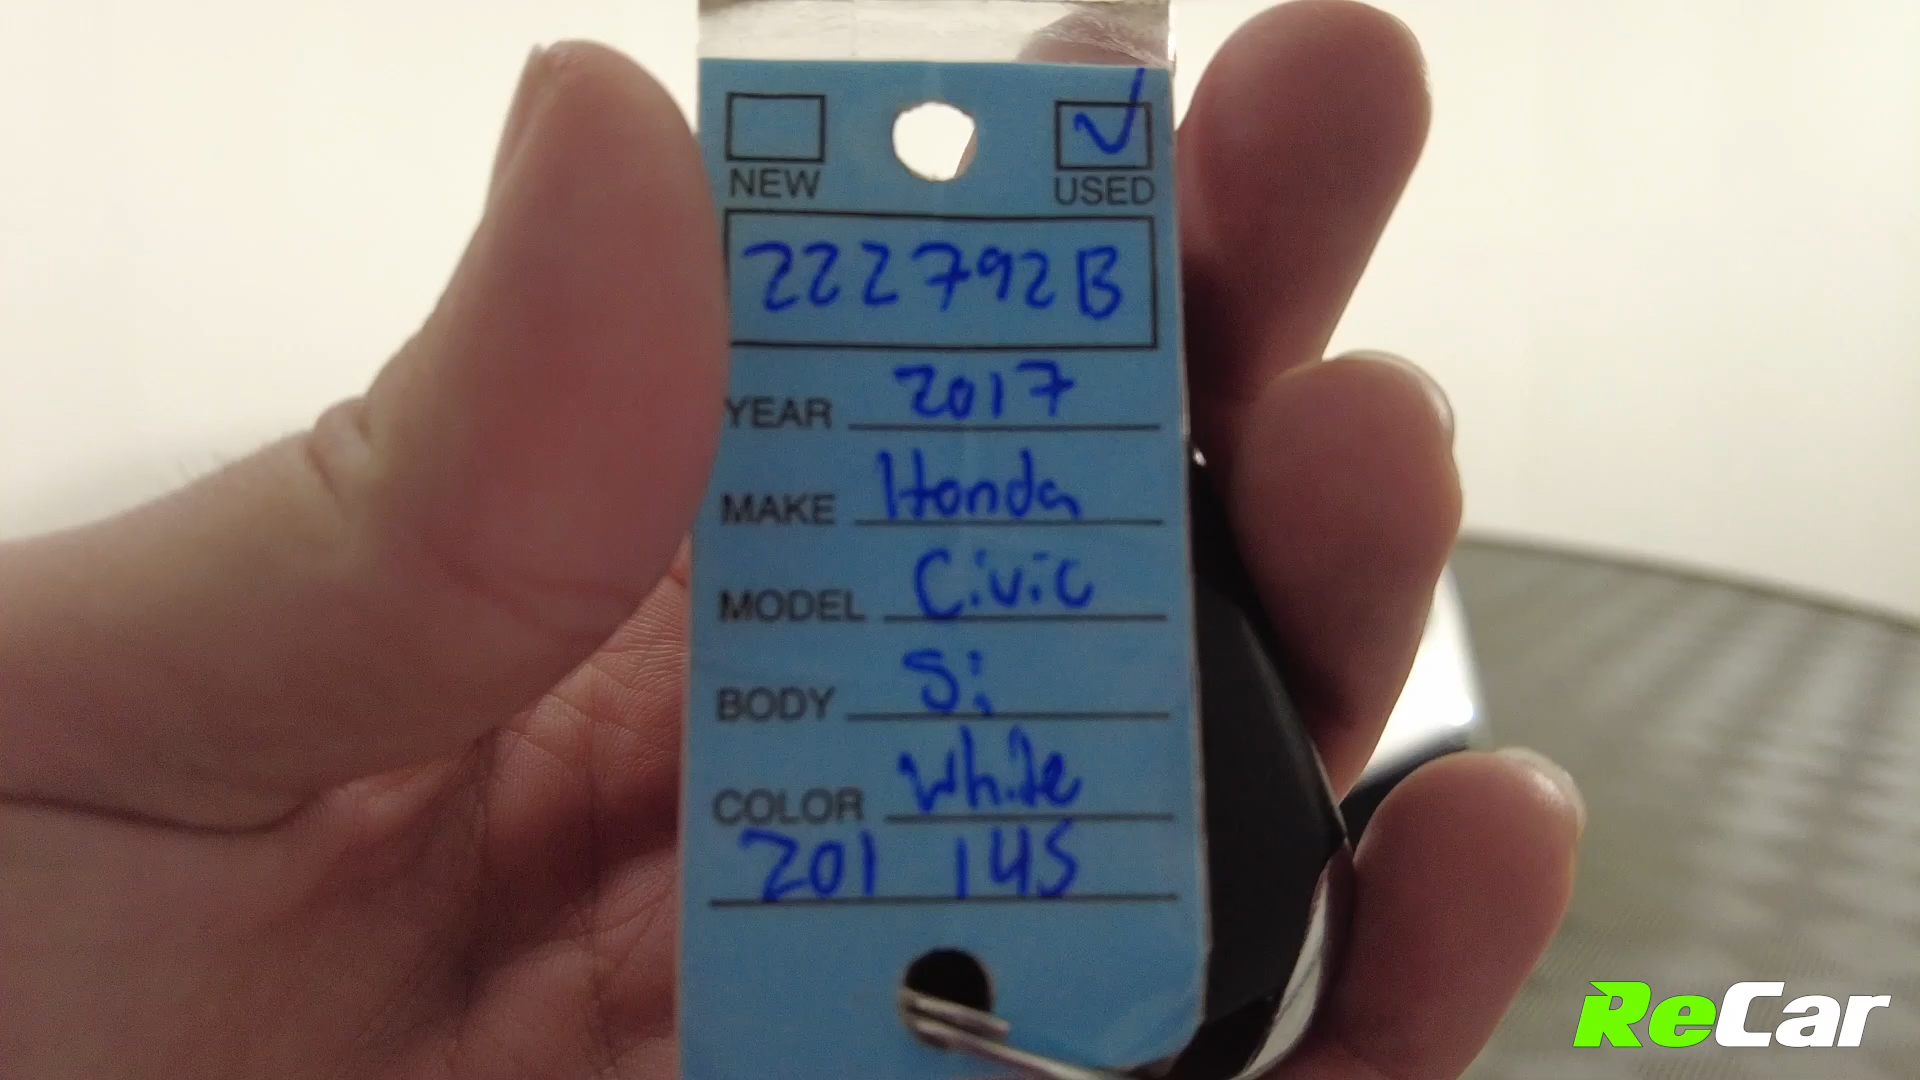 NEW USED
222792B
YEAR 2017
MAKE Honda
MODEL Civic
BODY Si
COLOR White
201 145
ReCar